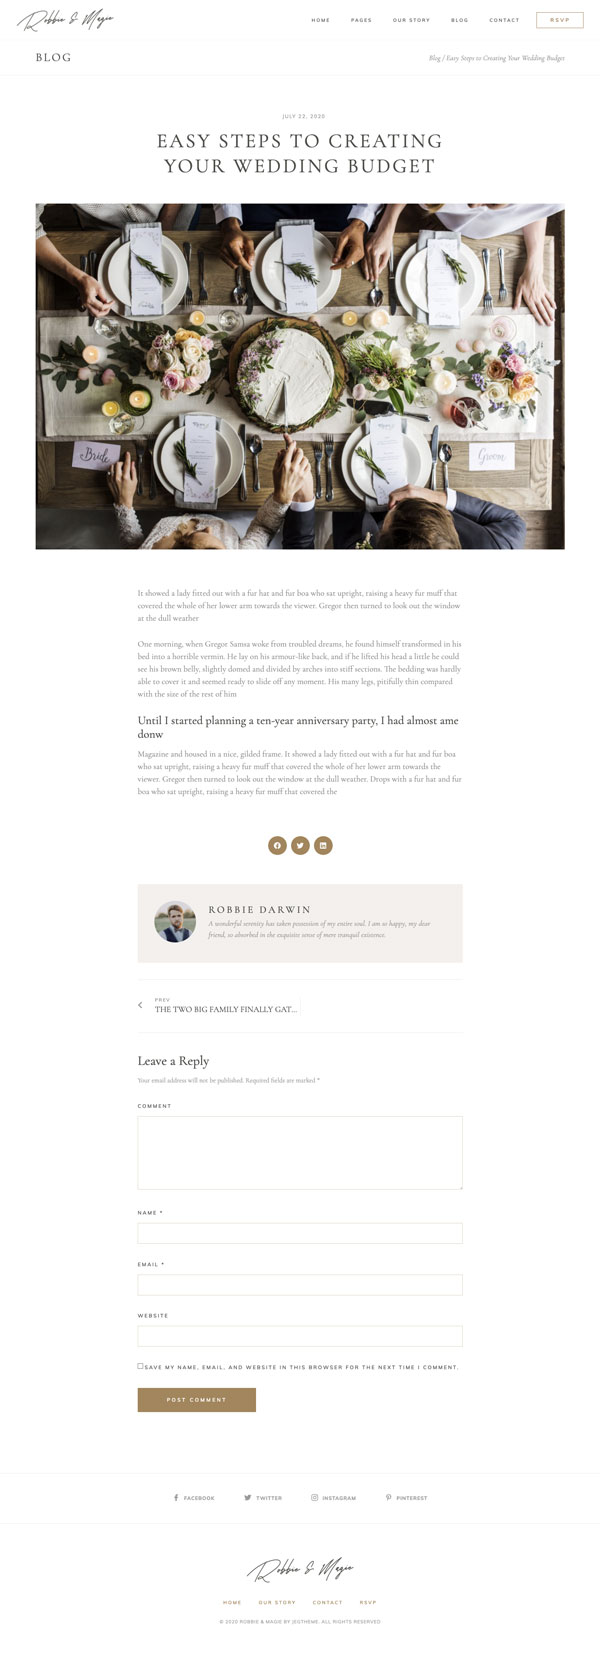 Robbie & Magie
HOME PAGES OUR STORY BLOG CONTACT RSVP
BLOG
Blog / Easy Steps to Creating Your Wedding Budget
JULY 22, 2020
EASY STEPS TO CREATING
YOUR WEDDING BUDGET
Bride
Groom
It showed a lady fitted out with a fur hat and fur boa who sat upright, raising a heavy fur muff that
covered the whole of her lower arm towards the viewer. Gregor then turned to look out the window
at the dull weather
One morning, when Gregor Samsa woke from troubled dreams, he found himself transformed in his
bed into a horrible vermin. He lay on his armour-like back, and if he lifted his head a little he could
see his brown belly, slightly domed and divided by arches into stiff sections. The bedding was hardly
able to cover it and seemed ready to slide off any moment. His many legs, pitifully thin compared
with the size of the rest of him
Until I started planning a ten-year anniversary party, I had almost ame
donw
Magazine and housed in a nice, gilded frame. It showed a lady fitted out with a fur hat and fur boa
who sat upright, raising a heavy fur muff that covered the whole of her lower arm towards the
viewer. Gregor then turned to look out the window at the dull weather. Drops with a fur hat and fur
boa who sat upright, raising a heavy fur muff that covered the
ROBBIE DARWIN
A wonderful serenity has taken possession of my entire soul. I am so happy, my dear
friend, so absorbed in the exquisite sense of mere tranquil existence.
PREV
THE TWO BIG FAMILY FINALLY GAT...
Leave a Reply
Your email address will not be published. Required fields are marked *
COMMENT
NAME *
EMAIL *
WEBSITE
SAVE MY NAME, EMAIL, AND WEBSITE IN THIS BROWSER FOR THE NEXT TIME I COMMENT.
POST COMMENT
FACEBOOK TWITTER INSTAGRAM PINTEREST
Robbie & Magie
HOME OUR STORY CONTACT RSVP
© 2020 ROBBIE & MAGIE BY JEGTHEME. ALL RIGHTS RESERVED